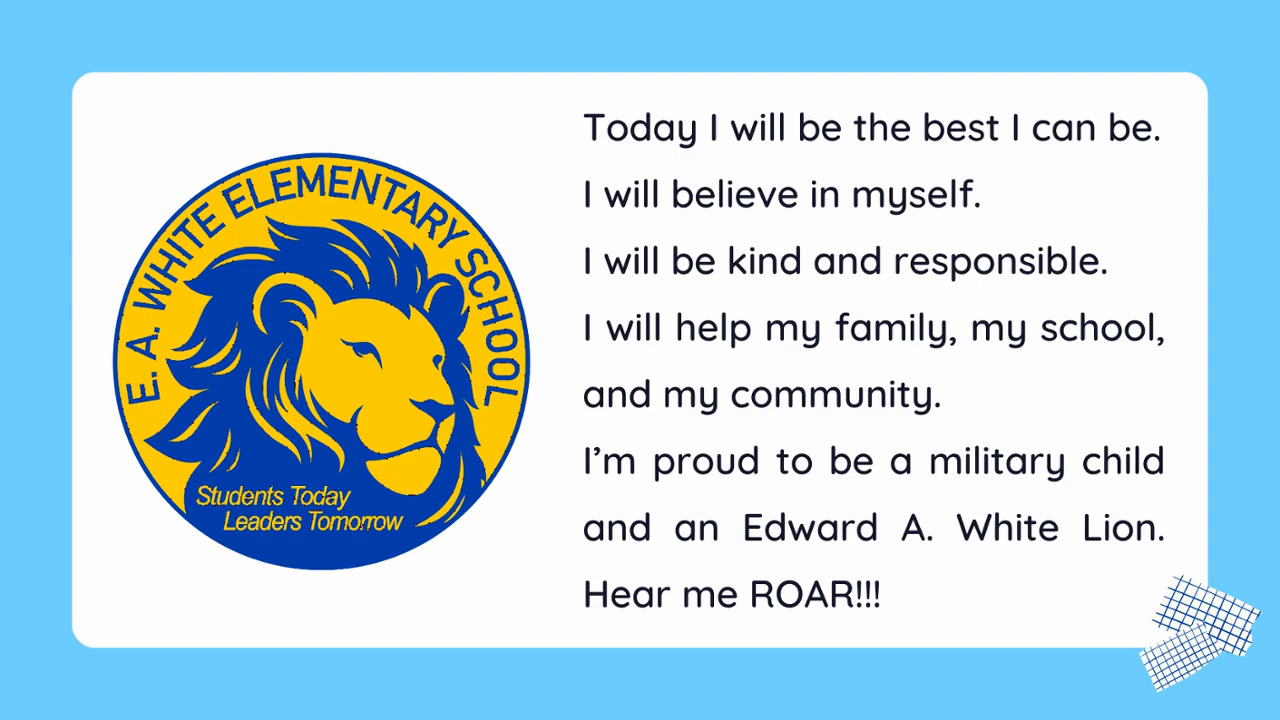 E. A. WHITE ELEMENTARY SCHOOL
Students Today
Leaders Tomorrow
Today I will be the best I can be.
I will believe in myself.
I will be kind and responsible.
I will help my family, my school,
and my community.
I’m proud to be a military child
and an Edward A. White Lion.
Hear me ROAR!!!